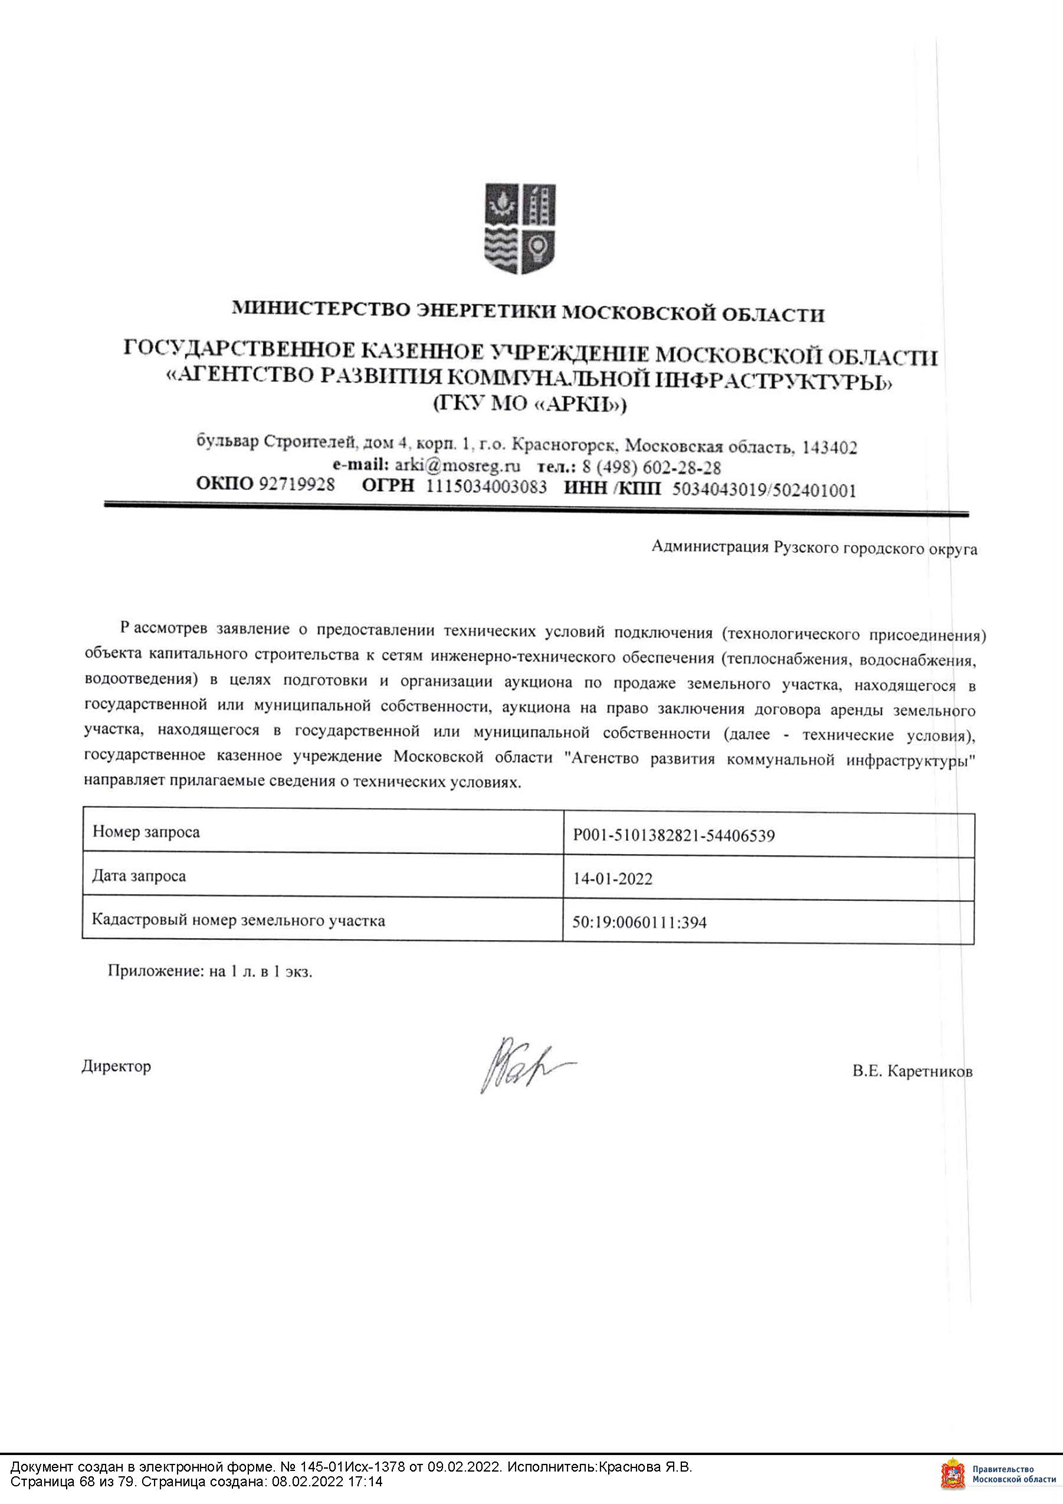 МИНИСТЕРСТВО ЭНЕРГЕТИКИ МОСКОВСКОЙ ОБЛАСТИ
ГОСУДАРСТВЕННОЕ КАЗЕННОЕ УЧРЕЖДЕНИЕ МОСКОВСКОЙ ОБЛАСТИ
«АГЕНТСТВО РАЗВИТИЯ КОММУНАЛЬНОЙ ИНФРАСТРУКТУРЫ»
(ГКУ МО «АРКИ»)
бульвар Строителей, дом 4, корп. 1, г.о. Красногорск, Московская область, 143402
e-mail: arki@mosreg.ru тел.: 8 (498) 602-28-28
ОКПО 92719928 ОГРН 1115034003083 ИНН /КПП 5034043019/502401001
Администрация Рузского городского округа
Р ассмотрев заявление о предоставлении технических условий подключения (технологического присоединения)
объекта капитального строительства к сетям инженерно-технического обеспечения (теплоснабжения, водоснабжения,
водоотведения) в целях подготовки и организации аукциона по продаже земельного участка, находящегося в
государственной или муниципальной собственности, аукциона на право заключения договора аренды земельного
участка, находящегося в государственной или муниципальной собственности (далее - технические условия),
государственное казенное учреждение Московской области "Агенство развития коммунальной инфраструктуры"
направляет прилагаемые сведения о технических условиях.
Номер запроса P001-5101382821-54406539
Дата запроса 14-01-2022
Кадастровый номер земельного участка 50:19:0060111:394
Приложение: на 1 л. в 1 экз.
Директор В.Е. Каретников
Документ создан в электронной форме. № 145-01Исх-1378 от 09.02.2022. Исполнитель:Краснова Я.В.
Страница 68 из 79. Страница создана: 08.02.2022 17:14
Правительство
Московской области